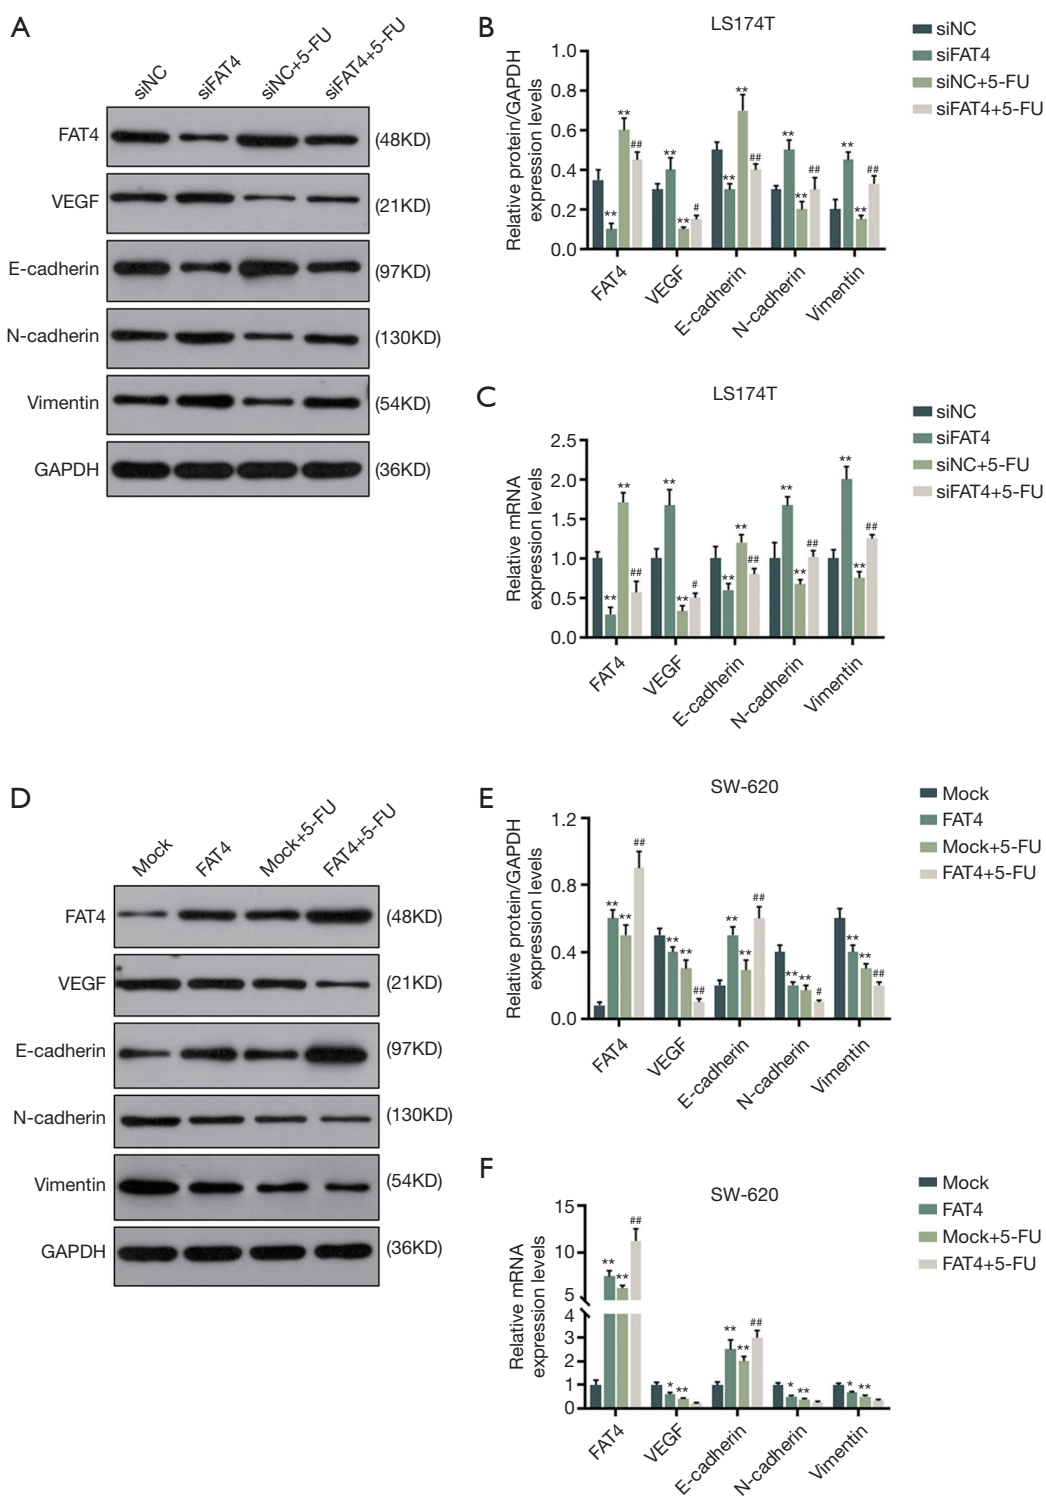 A
siNC
siFAT4
siNC+5-FU
siFAT4+5-FU
FAT4
(48KD)
VEGF
(21KD)
E-cadherin
(97KD)
N-cadherin
(130KD)
Vimentin
(54KD)
GAPDH
(36KD)
B
LS174T
siNC
siFAT4
siNC+5-FU
siFAT4+5-FU
Relative protein/GAPDH
expression levels
1.0
0.8
0.6
0.4
0.2
0.0
** ** ## ** ** # ** ** ## ** ** ## ** ** ##
FAT4
VEGF
E-cadherin
N-cadherin
Vimentin
C
LS174T
siNC
siFAT4
siNC+5-FU
siFAT4+5-FU
Relative mRNA
expression levels
2.5
2.0
1.5
1.0
0.5
0.0
** ** ## ** ** # ** ** ## ** ** ## ** ** ##
FAT4
VEGF
E-cadherin
N-cadherin
Vimentin
D
Mock
FAT4
Mock+5-FU
FAT4+5-FU
FAT4
(48KD)
VEGF
(21KD)
E-cadherin
(97KD)
N-cadherin
(130KD)
Vimentin
(54KD)
GAPDH
(36KD)
E
SW-620
Mock
FAT4
Mock+5-FU
FAT4+5-FU
Relative protein/GAPDH
expression levels
1.2
0.8
0.4
0.0
** ** ## ** ** ## ** ** ## ** ** # ** ** ##
FAT4
VEGF
E-cadherin
N-cadherin
Vimentin
F
SW-620
Mock
FAT4
Mock+5-FU
FAT4+5-FU
Relative mRNA
expression levels
15
10
5
4
3
2
1
0
** ** ## * ** ** ** ## * ** * **
FAT4
VEGF
E-cadherin
N-cadherin
Vimentin